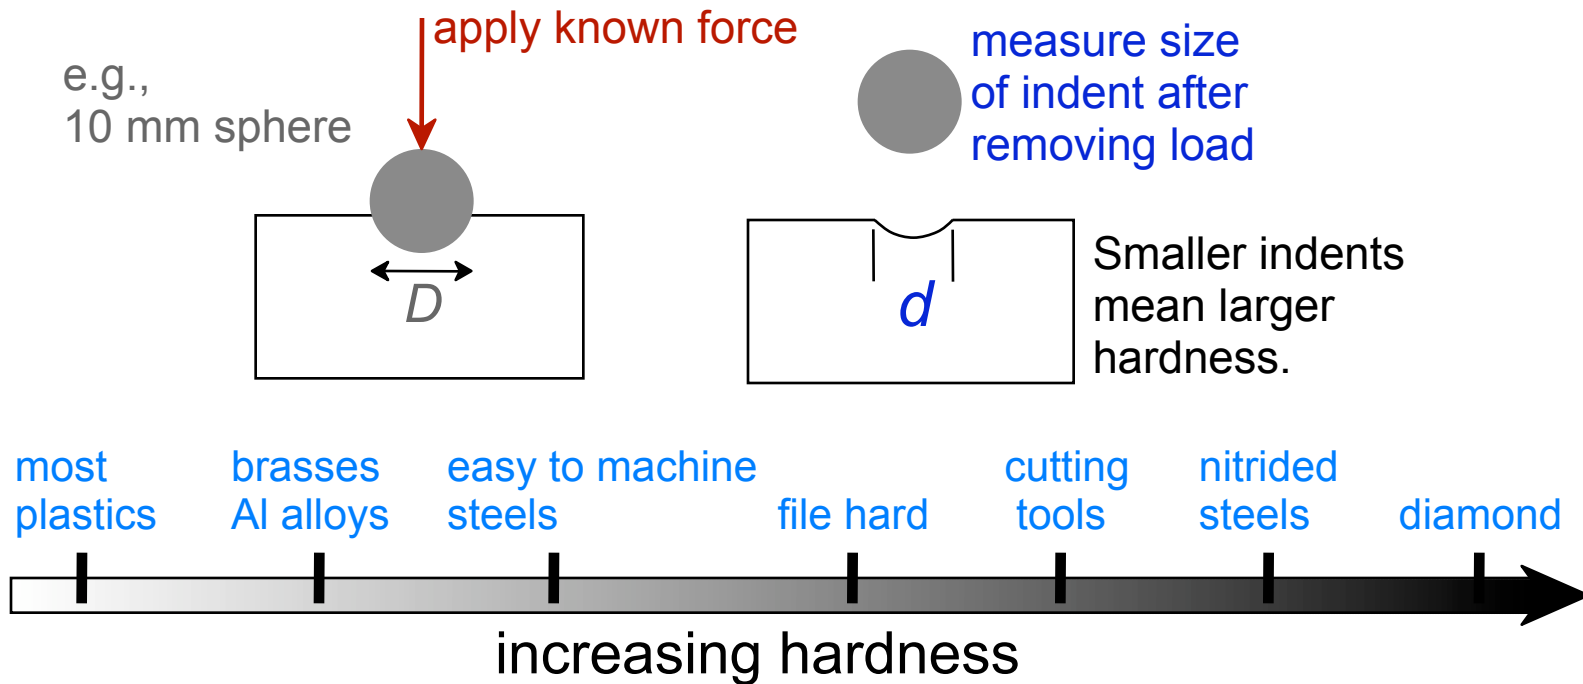 apply known force
e.g.,
10 mm sphere
D
measure size
of indent after
removing load
d
Smaller indents
mean larger
hardness.
most
plastics
brasses
Al alloys
easy to machine
steels
file hard
cutting
tools
nitrided
steels
diamond
increasing hardness